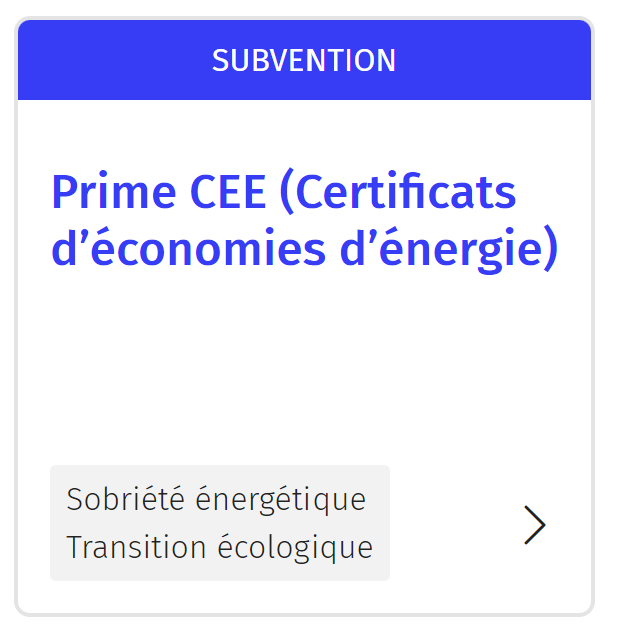 SUBVENTION
Prime CEE (Certificats
d’économies d’énergie)
Sobriété énergétique
Transition écologique